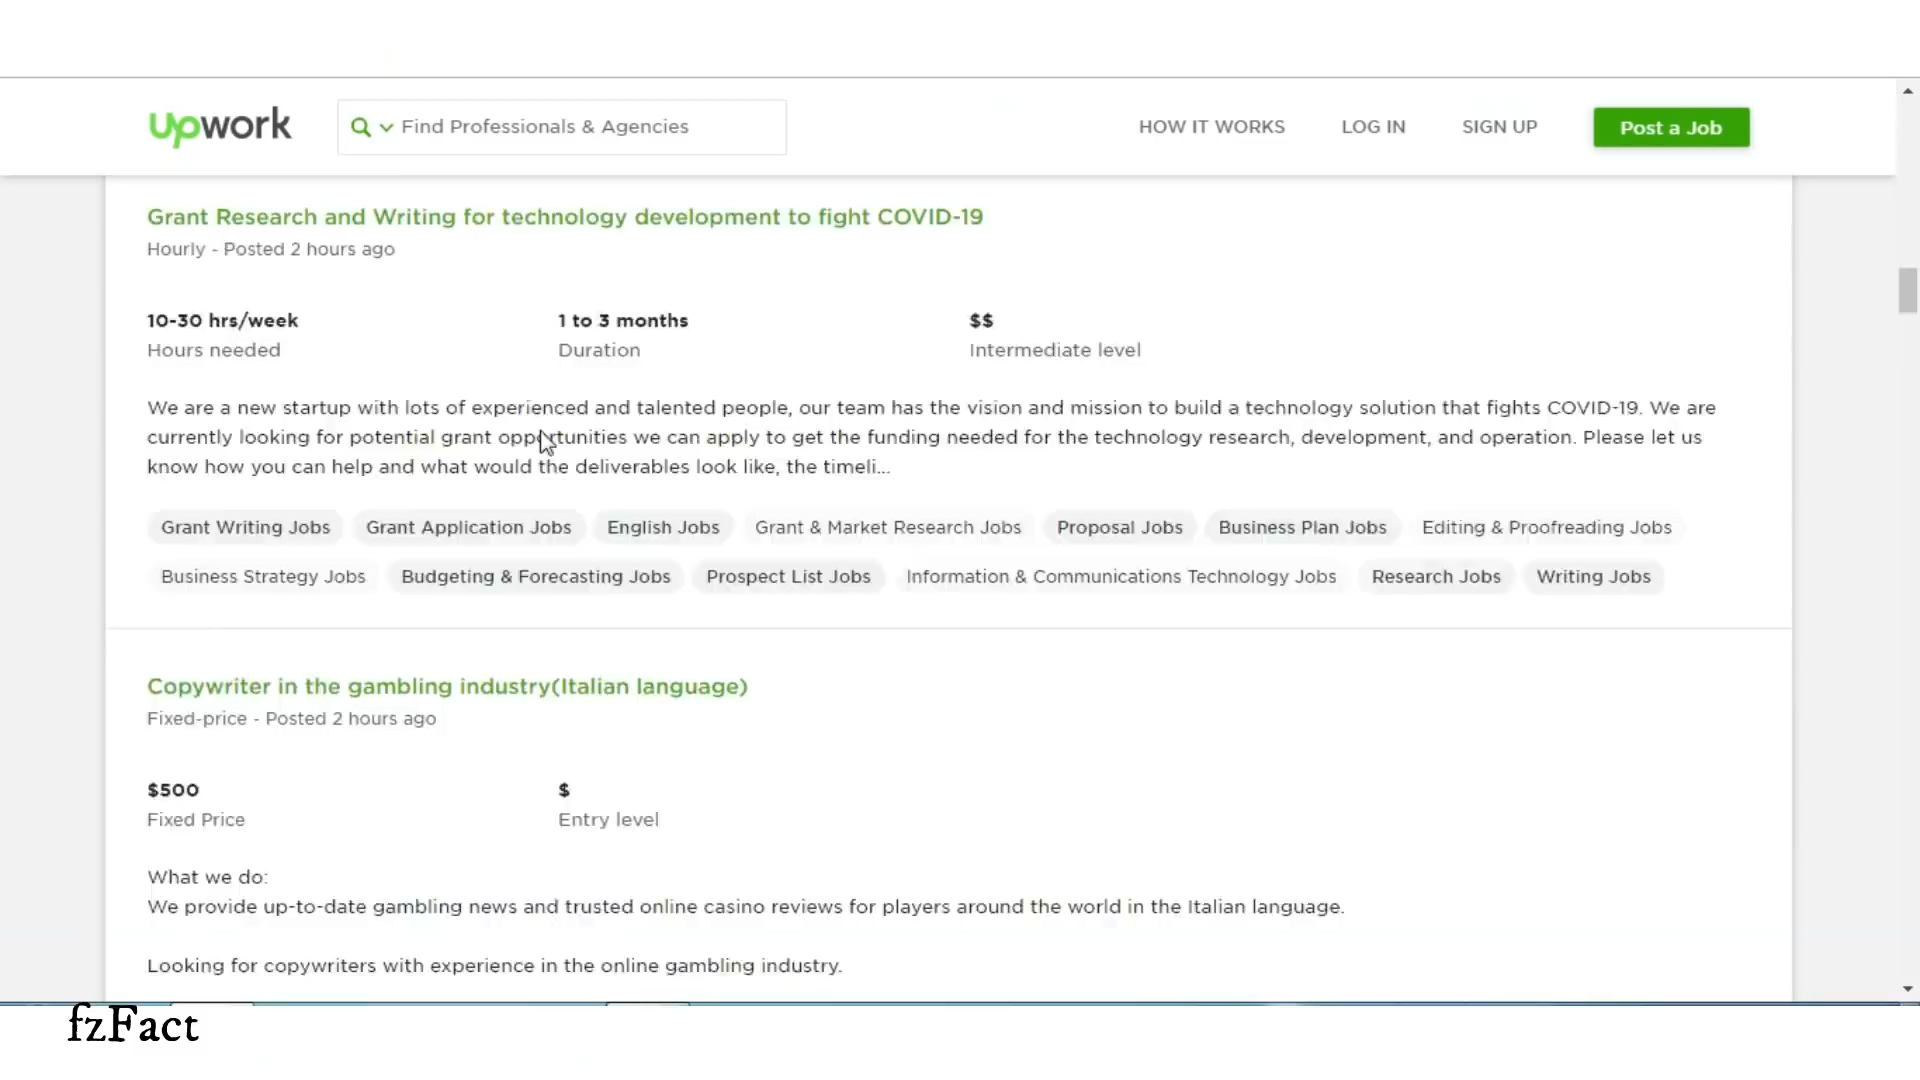 upwork
Find Professionals & Agencies
HOW IT WORKS
LOG IN
SIGN UP
Post a Job
Grant Research and Writing for technology development to fight COVID-19
Hourly - Posted 2 hours ago
10-30 hrs/week
1 to 3 months
$$
Hours needed
Duration
Intermediate level
We are a new startup with lots of experienced and talented people, our team has the vision and mission to build a technology solution that fights COVID-19. We are
currently looking for potential grant opportunities we can apply to get the funding needed for the technology research, development, and operation. Please let us
know how you can help and what would the deliverables look like, the timeli...
Grant Writing Jobs
Grant Application Jobs
English Jobs
Grant & Market Research Jobs
Proposal Jobs
Business Plan Jobs
Editing & Proofreading Jobs
Business Strategy Jobs
Budgeting & Forecasting Jobs
Prospect List Jobs
Information & Communications Technology Jobs
Research Jobs
Writing Jobs
Copywriter in the gambling industry(Italian language)
Fixed-price - Posted 2 hours ago
$500
$
Fixed Price
Entry level
What we do:
We provide up-to-date gambling news and trusted online casino reviews for players around the world in the Italian language.
Looking for copywriters with experience in the online gambling industry.
fzFact